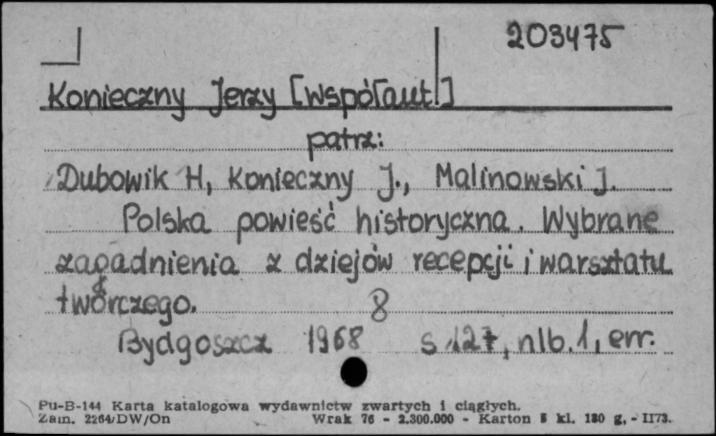 203475
Konieczny Jerzy [współaut.]
patrz:
Dubowik H, Konieczny J., Malinowski J.
Polska powieść historyczna. Wybrane
zagadnienia z dziejów recepcji i warsztatu
twórczego. 8
Bydgoszcz 1968 s 127, nlb. 1, err.
Pu-B-144 Karta katalogowa wydawnictw zwartych i ciągłych.
Zam. 2264/DW/On Wrak 76 - 2.300.000 - Karton 5 kl. 180 g, - II73.